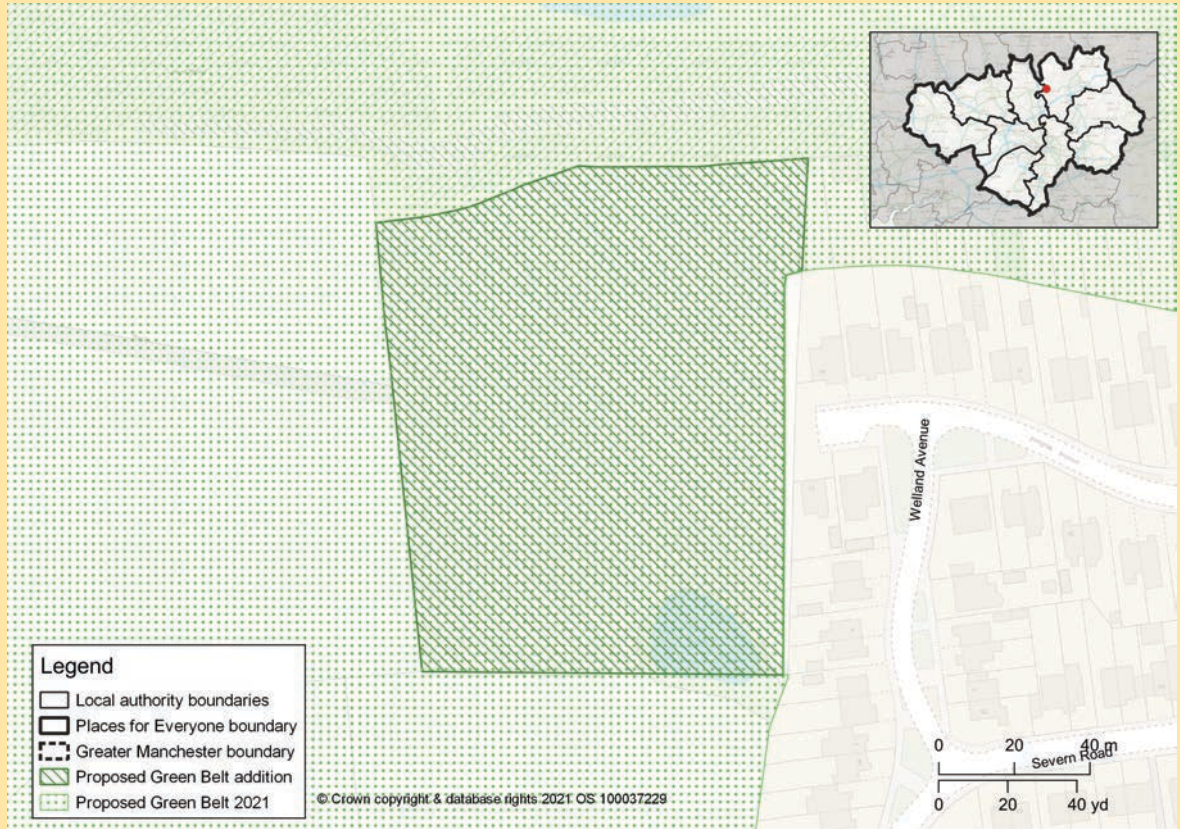 Welland Avenue
Legend
Local authority boundaries
Places for Everyone boundary
Greater Manchester boundary
Proposed Green Belt addition
Proposed Green Belt 2021
© Crown copyright & database rights 2021 OS 100037229
0 20 40 m
Severn Road
0 20 40 yd